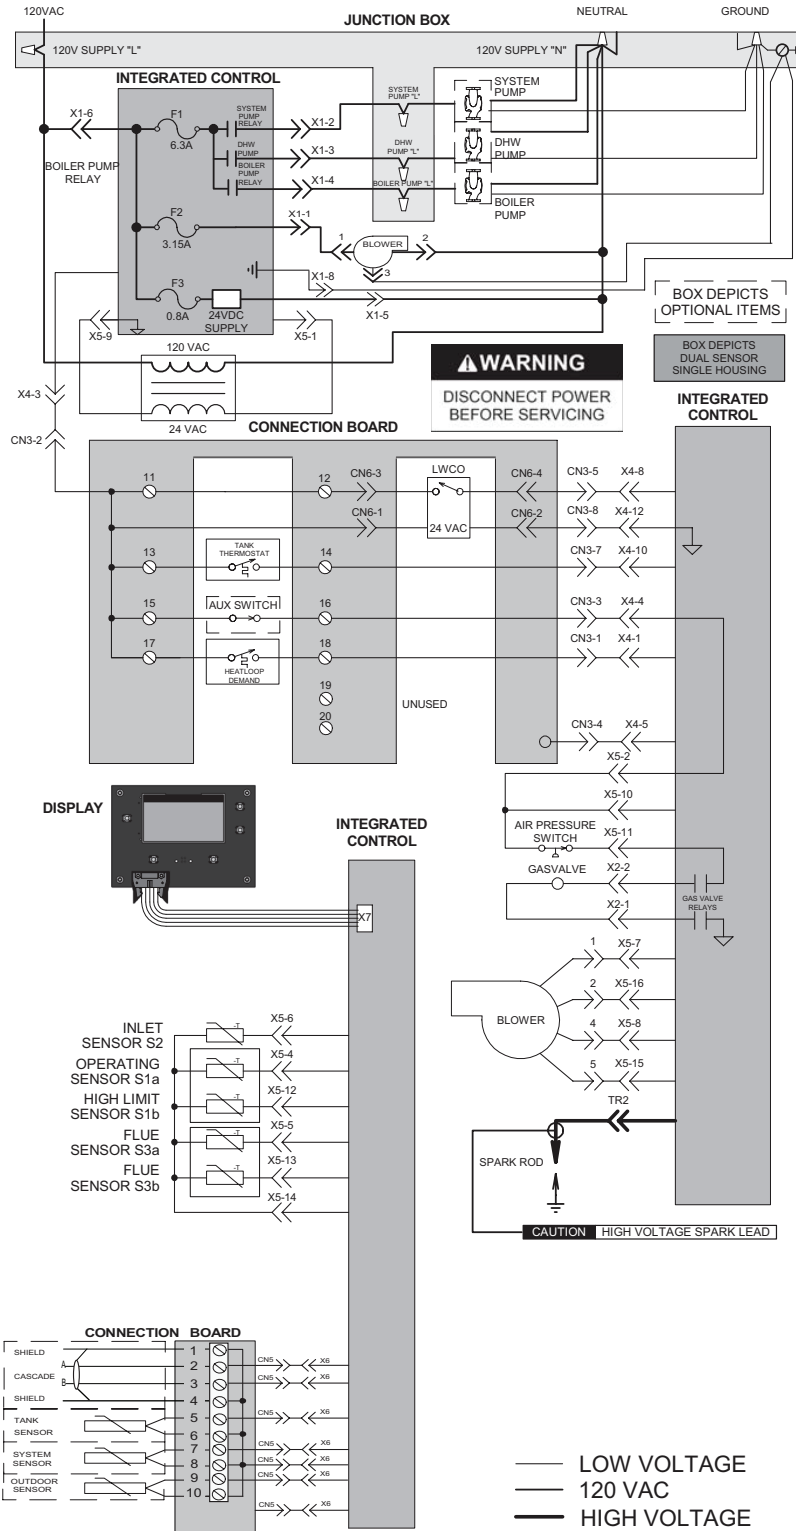 120VAC
JUNCTION BOX
NEUTRAL
GROUND
120V SUPPLY "L"
120V SUPPLY "N"
INTEGRATED CONTROL
SYSTEM
PUMP "L"
SYSTEM
PUMP
X1-6
F1
6.3A
SYSTEM
PUMP
RELAY
X1-2
DHW
PUMP
X1-3
DHW
PUMP "L"
DHW
PUMP
BOILER PUMP
RELAY
BOILER
PUMP
RELAY
X1-4
BOILER PUMP "L"
BOILER
PUMP
F2
3.15A
X1-1
1
BLOWER
2
3
X1-8
F3
0.8A
24VDC
SUPPLY
X1-5
X5-9
X5-1
BOX DEPICTS
OPTIONAL ITEMS
BOX DEPICTS
DUAL SENSOR
SINGLE HOUSING
120 VAC
24 VAC
WARNING
DISCONNECT POWER
BEFORE SERVICING
X4-3
CN3-2
CONNECTION BOARD
INTEGRATED
CONTROL
11
12
CN6-3
LWCO
CN6-4
CN3-5
X4-8
CN6-1
24 VAC
CN6-2
CN3-8
X4-12
13
TANK
THERMOSTAT
14
CN3-7
X4-10
15
AUX SWITCH
16
CN3-3
X4-4
17
HEATLOOP
DEMAND
18
CN3-1
X4-1
19
20
UNUSED
CN3-4
X4-5
X5-2
X5-10
AIR PRESSURE
SWITCH
X5-11
GASVALVE
X2-2
GAS VALVE
RELAYS
X2-1
DISPLAY
INTEGRATED
CONTROL
X7
BLOWER
1
X5-7
2
X5-16
4
X5-8
5
X5-15
TR2
SPARK ROD
CAUTION
HIGH VOLTAGE SPARK LEAD
INLET
SENSOR S2
-T
X5-6
OPERATING
SENSOR S1a
-T
X5-4
HIGH LIMIT
SENSOR S1b
-T
X5-12
FLUE
SENSOR S3a
-T
X5-5
FLUE
SENSOR S3b
-T
X5-13
X5-14
CONNECTION BOARD
SHIELD
1
CASCADE
A
2
CN5
X6
B
3
CN5
X6
SHIELD
4
TANK
SENSOR
5
CN5
X6
6
SYSTEM
SENSOR
7
CN5
X6
8
CN5
X6
OUTDOOR
SENSOR
9
CN5
X6
10
CN5
X6
LOW VOLTAGE
120 VAC
HIGH VOLTAGE